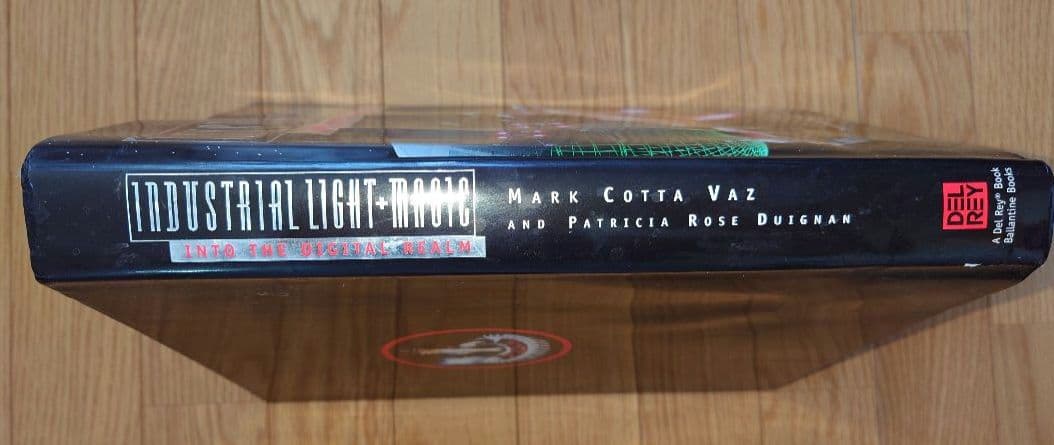 INDUSTRIAL LIGHT + MAGIC
INTO THE DIGITAL REALM
MARK COTTA VAZ
AND PATRICIA ROSE DUIGNAN
DEL
REY
A Del Rey® Book
Ballantine Books